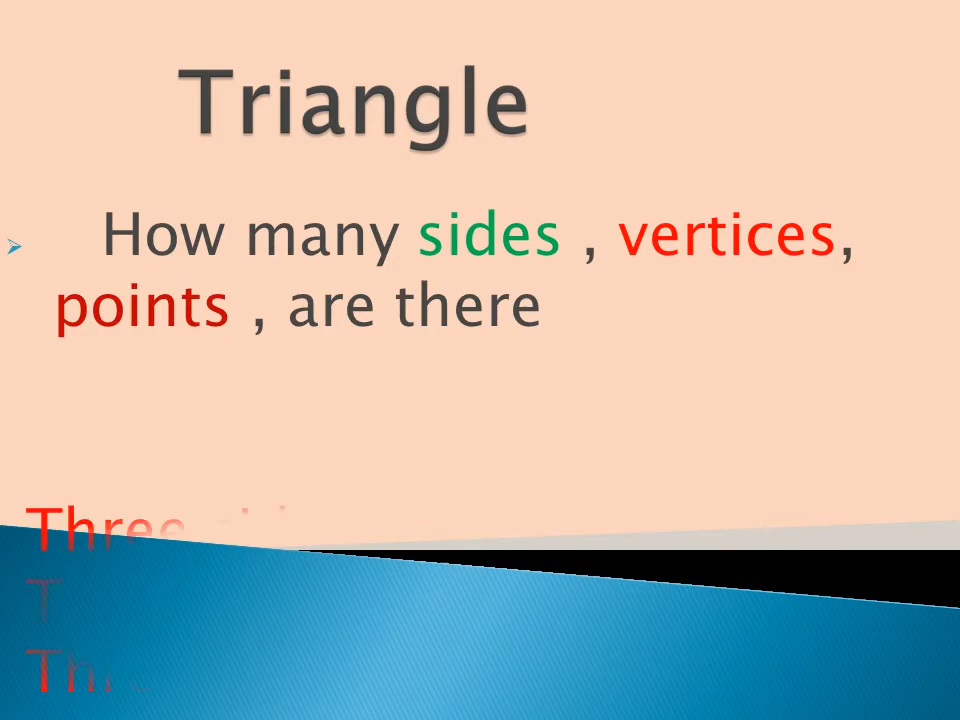 Triangle
How many sides , vertices,
points , are there
Three